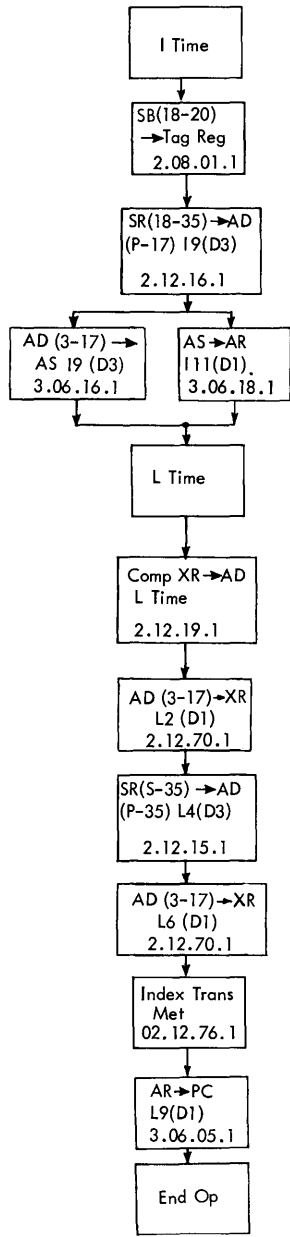 I Time
SB(18-20)
→Tag Reg
2.08.01.1
SR(18-35)→AD
(P-17) I9(D3)
2.12.16.1
AD (3-17)→
AS I9 (D3)
3.06.16.1
AS→AR
I11(D1).
3.06.18.1
L Time
Comp XR→AD
L Time
2.12.19.1
AD (3-17)→XR
L2 (D1)
2.12.70.1
SR(S-35)→AD
(P-35) L4(D3)
2.12.15.1
AD (3-17)→XR
L6 (D1)
2.12.70.1
Index Trans
Met
02.12.76.1
AR→PC
L9(D1)
3.06.05.1
End Op